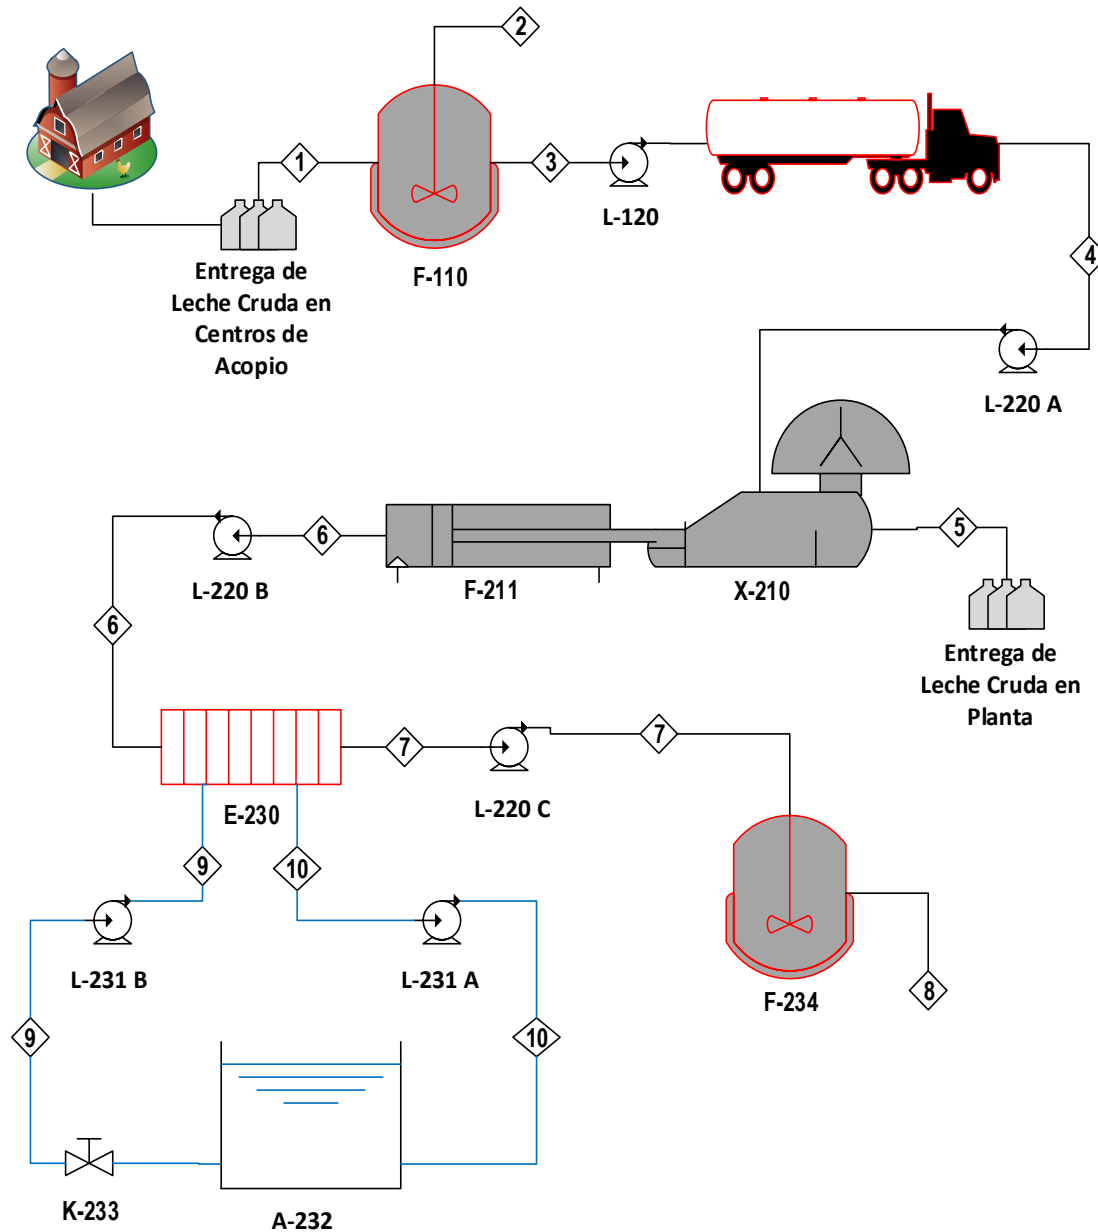 2
1
3
L-120
F-110
Entrega de
Leche Cruda en
Centros de
Acopio
4
L-220 A
5
6
L-220 B
F-211
X-210
6
Entrega de
Leche Cruda en
Planta
7
7
L-220 C
E-230
9
10
L-231 B
L-231 A
F-234
8
9
10
K-233
A-232